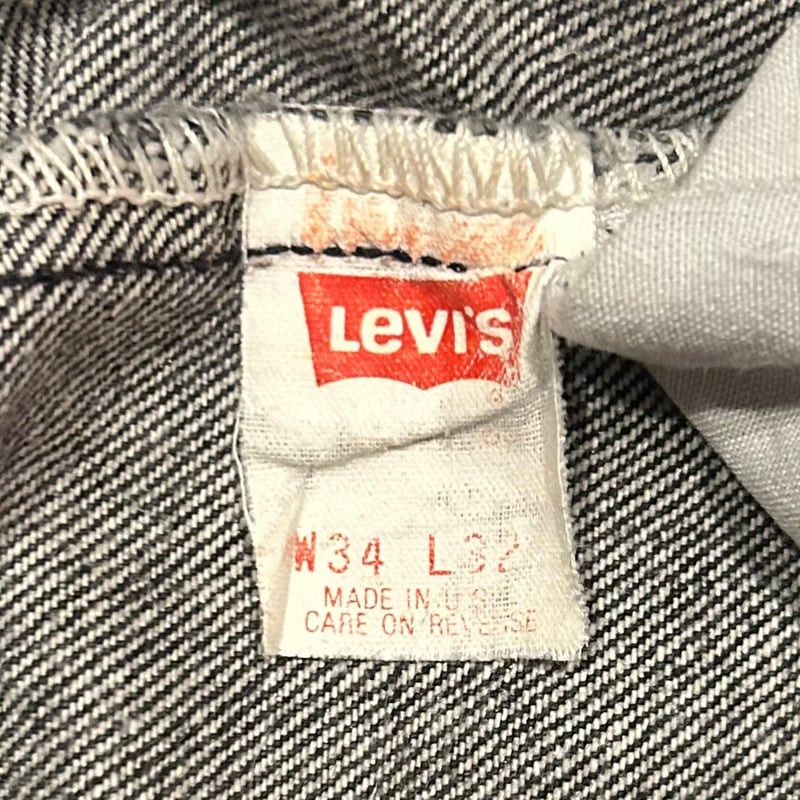 Levi's
W34 L32
MADE IN U.S.
CARE ON REVERSE